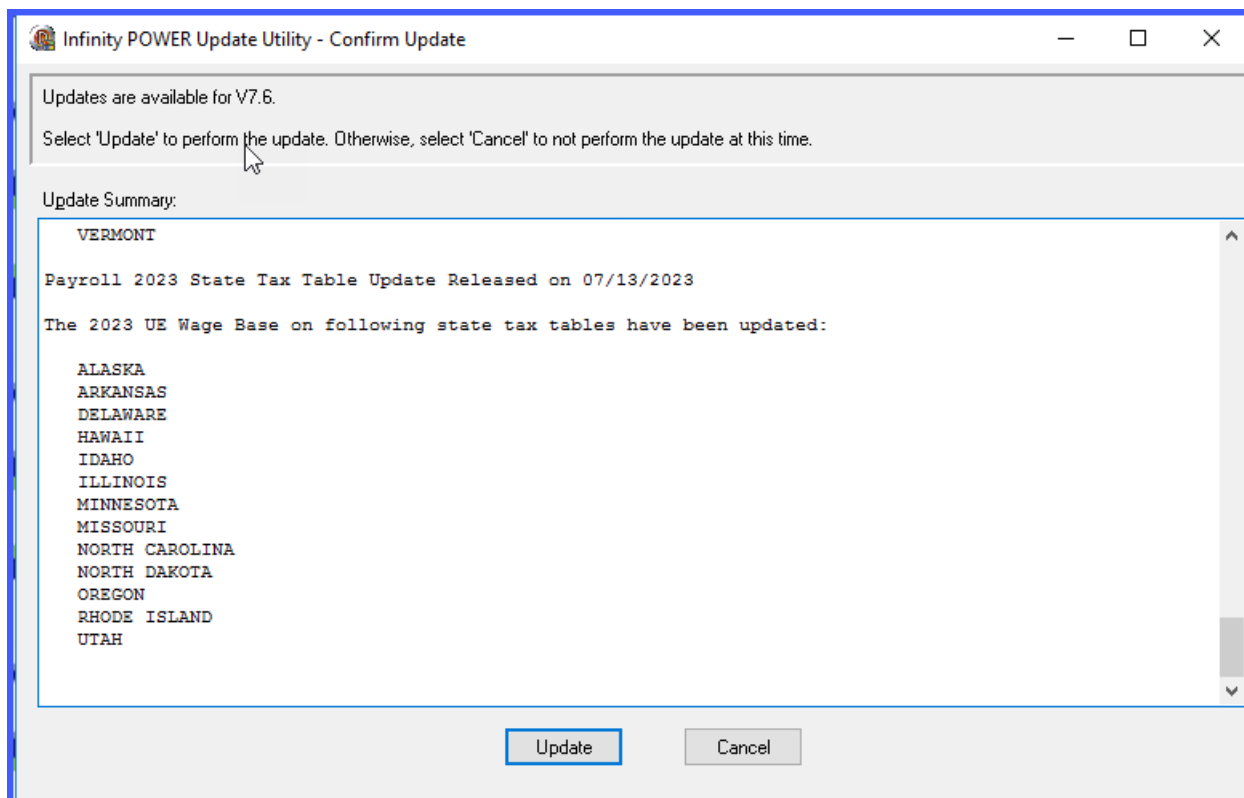 Infinity POWER Update Utility - Confirm Update
Updates are available for V7.6.
Select 'Update' to perform the update. Otherwise, select 'Cancel' to not perform the update at this time.
Update Summary:
VERMONT
Payroll 2023 State Tax Table Update Released on 07/13/2023
The 2023 UE Wage Base on following state tax tables have been updated:
ALASKA
ARKANSAS
DELAWARE
HAWAII
IDAHO
ILLINOIS
MINNESOTA
MISSOURI
NORTH CAROLINA
NORTH DAKOTA
OREGON
RHODE ISLAND
UTAH
Update
Cancel